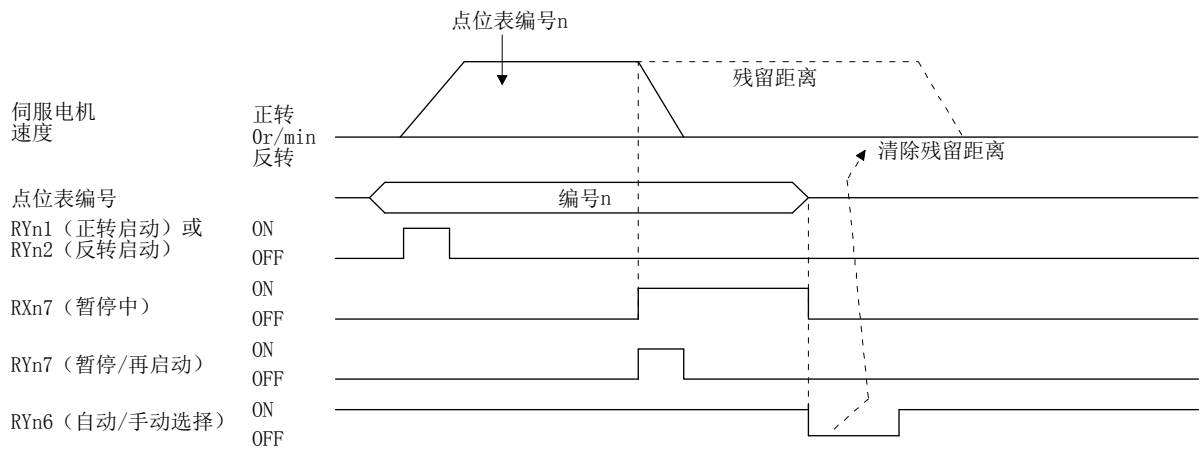 点位表编号n
残留距离
伺服电机
速度
正转
0r/min
反转
清除残留距离
点位表编号
编号n
RYn1（正转启动）或
RYn2（反转启动）
ON
OFF
RXn7（暂停中）
ON
OFF
RYn7（暂停/再启动）
ON
OFF
RYn6（自动/手动选择）
ON
OFF